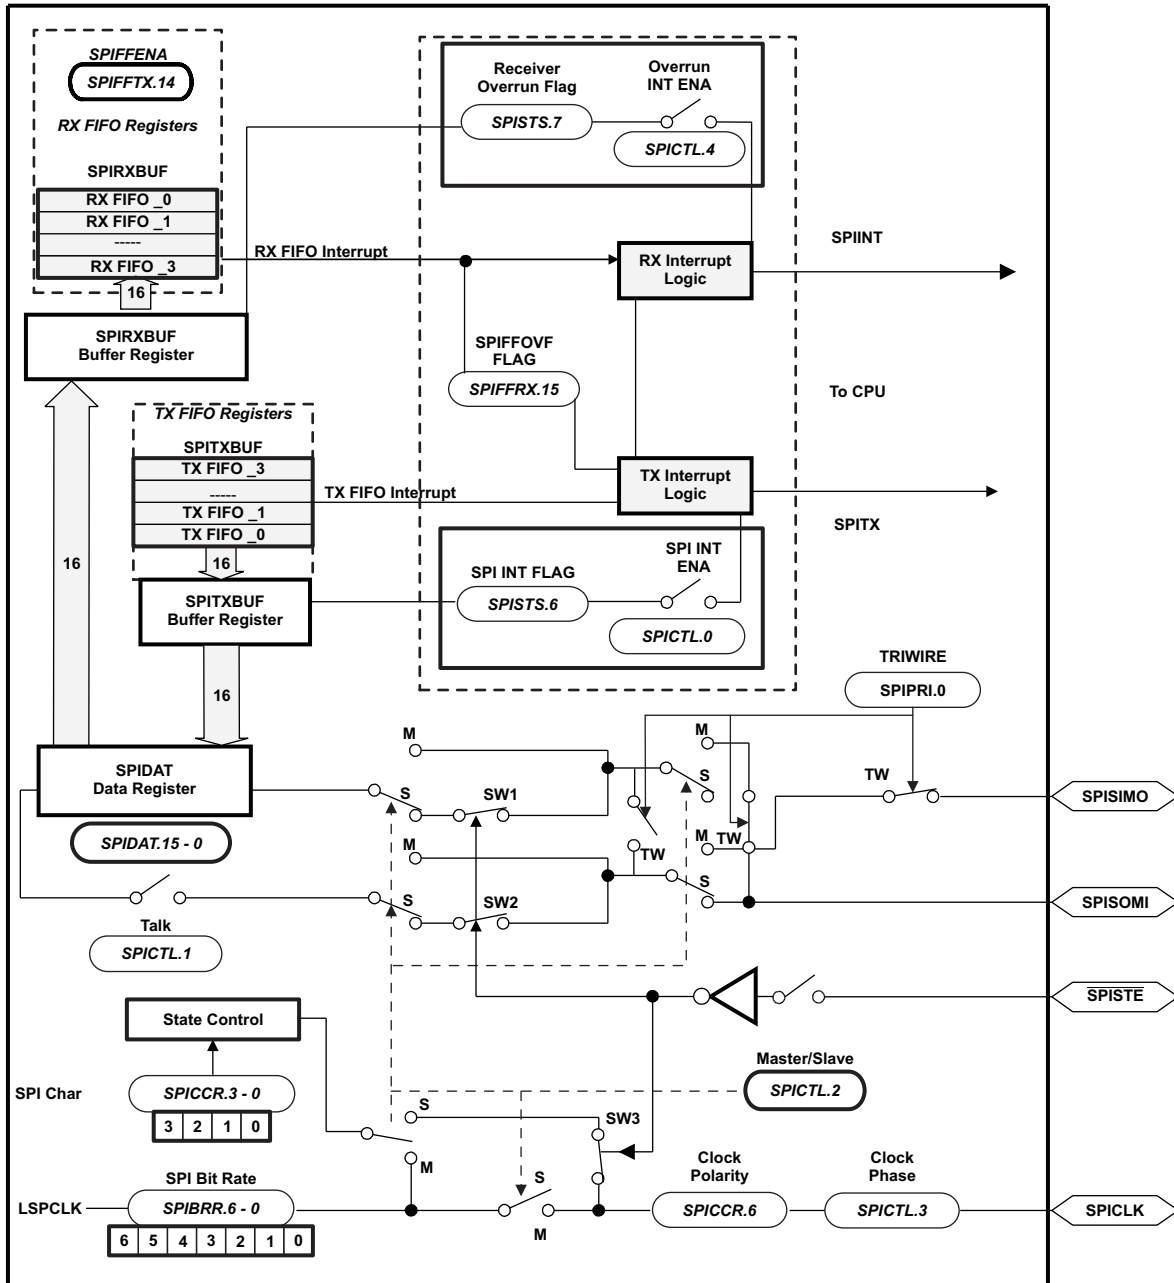 SPIFFENA
SPIFFTX.14
RX FIFO Registers
SPIRXBUF
RX FIFO _0
RX FIFO _1
-----
RX FIFO _3
16
SPIRXBUF
Buffer Register
Receiver
Overrun Flag
SPISTS.7
Overrun
INT ENA
SPICTL.4
RX FIFO Interrupt
RX Interrupt
Logic
SPIINT
SPIFFOVF
FLAG
SPIFFRX.15
To CPU
TX FIFO Registers
SPITXBUF
TX FIFO _3
-----
TX FIFO _1
TX FIFO _0
16
TX FIFO Interrupt
TX Interrupt
Logic
SPITX
16
SPITXBUF
Buffer Register
SPI INT FLAG
SPISTS.6
SPI INT
ENA
SPICTL.0
16
TRIWIRE
SPIPRI.0
SPIDAT
Data Register
SPIDAT.15 - 0
M
S
SW1
M
S
SW2
M
S
TW
M
TW
S
TW
SPISIMO
SPISOMI
Talk
SPICTL.1
SPISTE
State Control
Master/Slave
SPICTL.2
SPI Char
SPICCR.3 - 0
3 2 1 0
S
M
SW3
SPI Bit Rate
LSPCLK
SPIBRR.6 - 0
6 5 4 3 2 1 0
S
M
Clock
Polarity
SPICCR.6
Clock
Phase
SPICTL.3
SPICLK